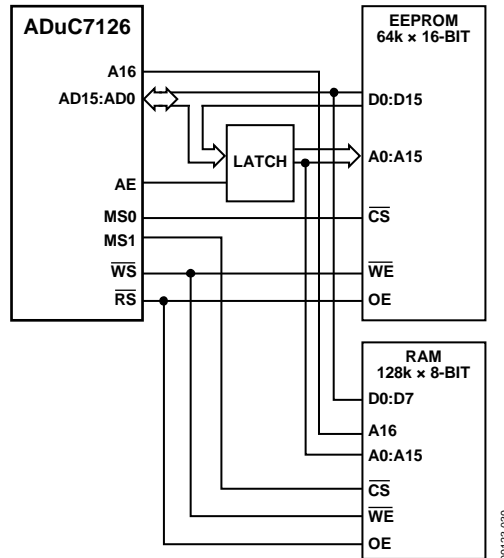 ADuC7126
A16
AD15:AD0
AE
MS0
MS1
WS
RS
LATCH
EEPROM
64k × 16-BIT
D0:D15
A0:A15
CS
WE
OE
RAM
128k × 8-BIT
D0:D7
A16
A0:A15
CS
WE
OE